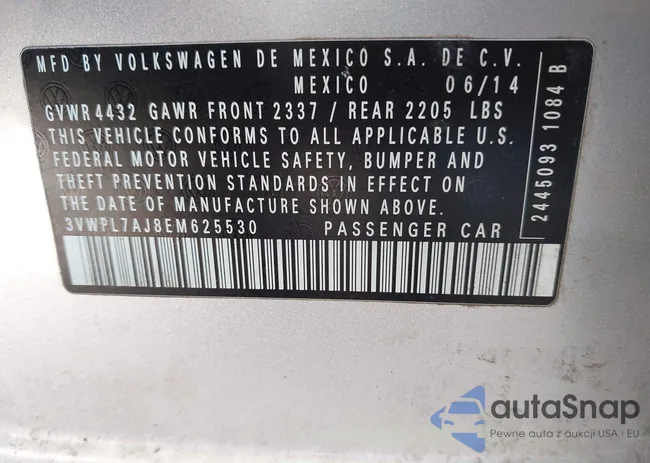 MFD BY VOLKSWAGEN DE MEXICO S.A. DE C.V.
MEXICO 06/14
GVWR 4432 GAWR FRONT 2337 / REAR 2205 LBS
THIS VEHICLE CONFORMS TO ALL APPLICABLE U.S.
FEDERAL MOTOR VEHICLE SAFETY, BUMPER AND
THEFT PREVENTION STANDARDS IN EFFECT ON
THE DATE OF MANUFACTURE SHOWN ABOVE.
3VWPL7AJ8EM625530 PASSENGER CAR
2445093 1084 B
autaSnap
Pewne auta z aukcji USA i EU